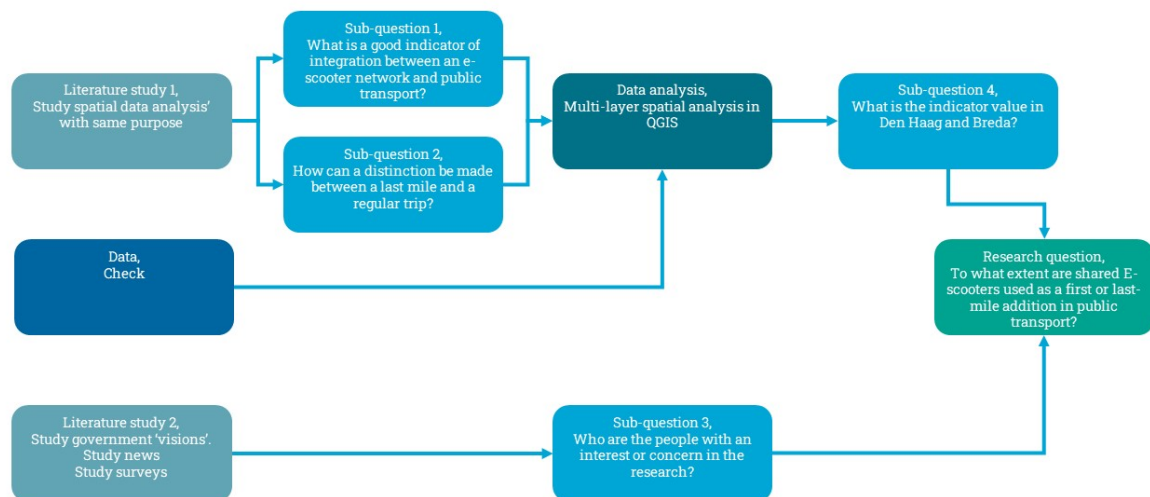 Literature study 1,
Study spatial data analysis’
with same purpose
Sub-question 1,
What is a good indicator of
integration between an e-
scooter network and public
transport?
Sub-question 2,
How can a distinction be made
between a last mile and a
regular trip?
Data analysis,
Multi-layer spatial analysis in
QGIS
Sub-question 4,
What is the indicator value in
Den Haag and Breda?
Data,
Check
Research question,
To what extent are shared E-
scooters used as a first or last-
mile addition in public
transport?
Literature study 2,
Study government ‘visions’.
Study news
Study surveys
Sub-question 3,
Who are the people with an
interest or concern in the
research?